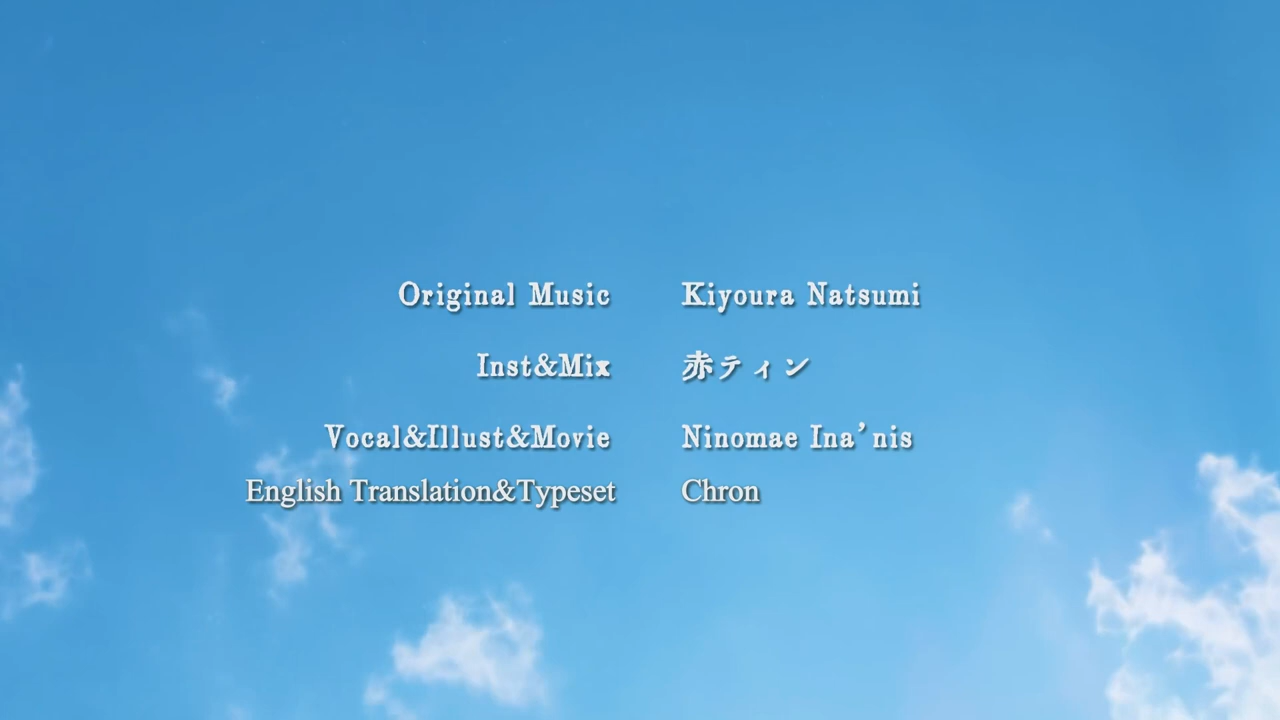 Original Music Kiyoura Natsumi
Inst&Mix 赤ティン
Vocal&Illust&Movie Ninomae Ina’nis
English Translation&Typeset Chron